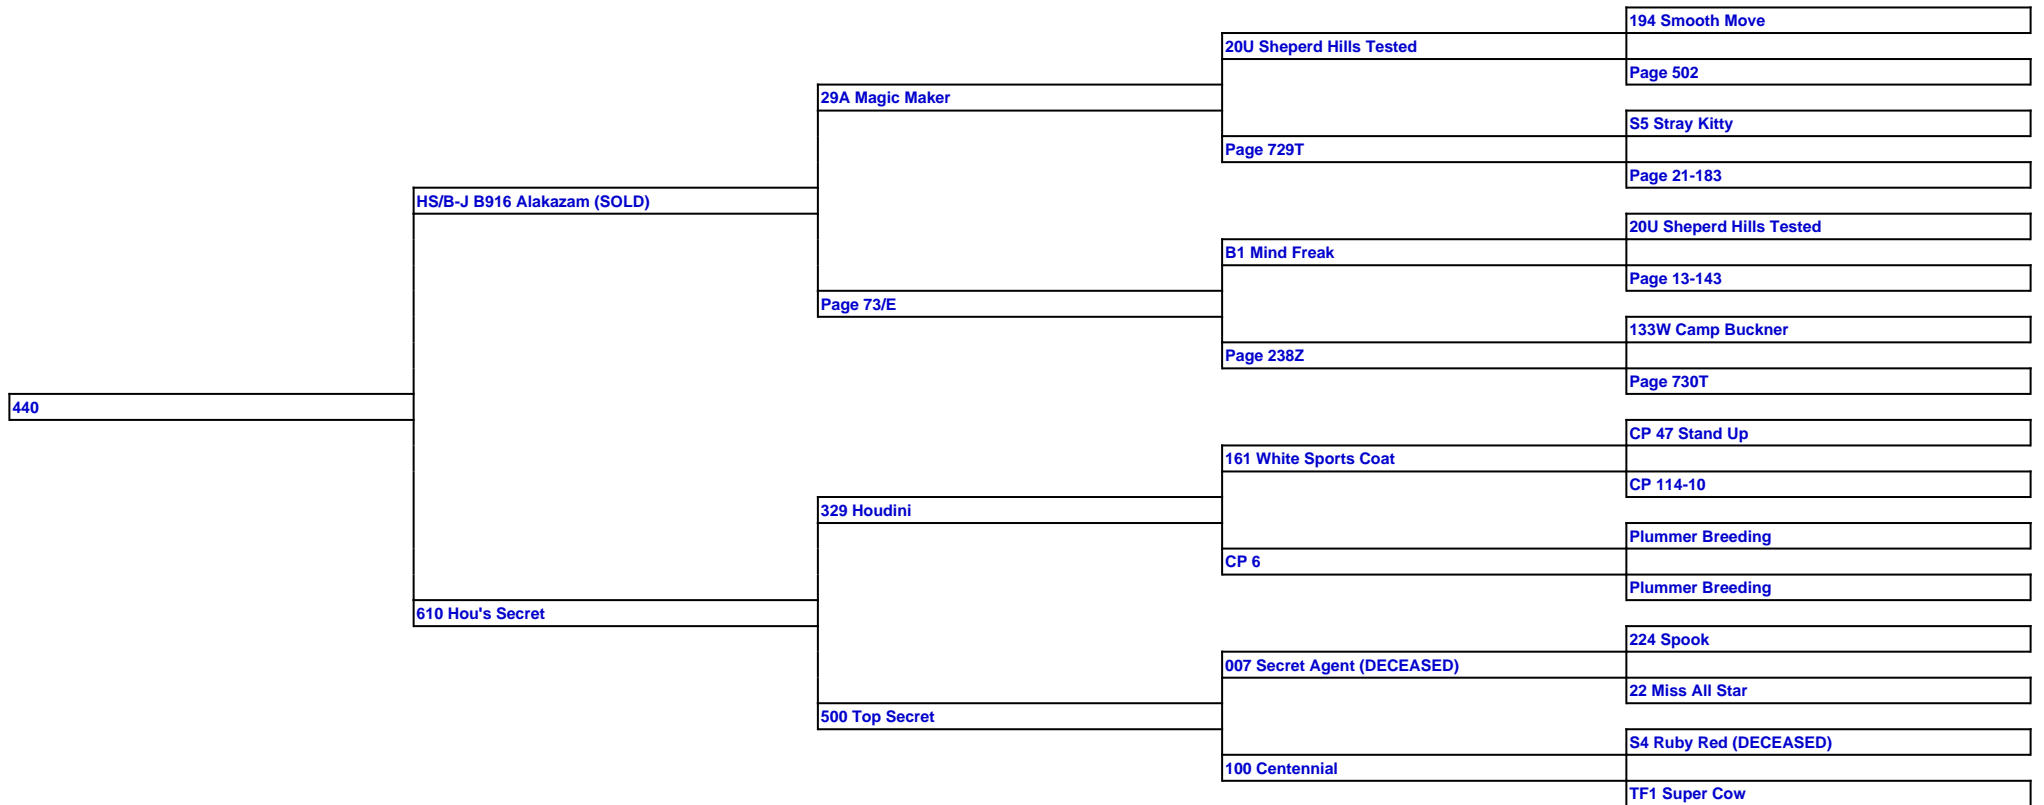 194 Smooth Move
20U Sheperd Hills Tested
Page 502
29A Magic Maker
S5 Stray Kitty
Page 729T
Page 21-183
HS/B-J B916 Alakazam (SOLD)
20U Sheperd Hills Tested
B1 Mind Freak
Page 13-143
Page 73/E
133W Camp Buckner
Page 238Z
Page 730T
440
CP 47 Stand Up
161 White Sports Coat
CP 114-10
329 Houdini
Plummer Breeding
CP 6
Plummer Breeding
610 Hou's Secret
224 Spook
007 Secret Agent (DECEASED)
22 Miss All Star
500 Top Secret
S4 Ruby Red (DECEASED)
100 Centennial
TF1 Super Cow